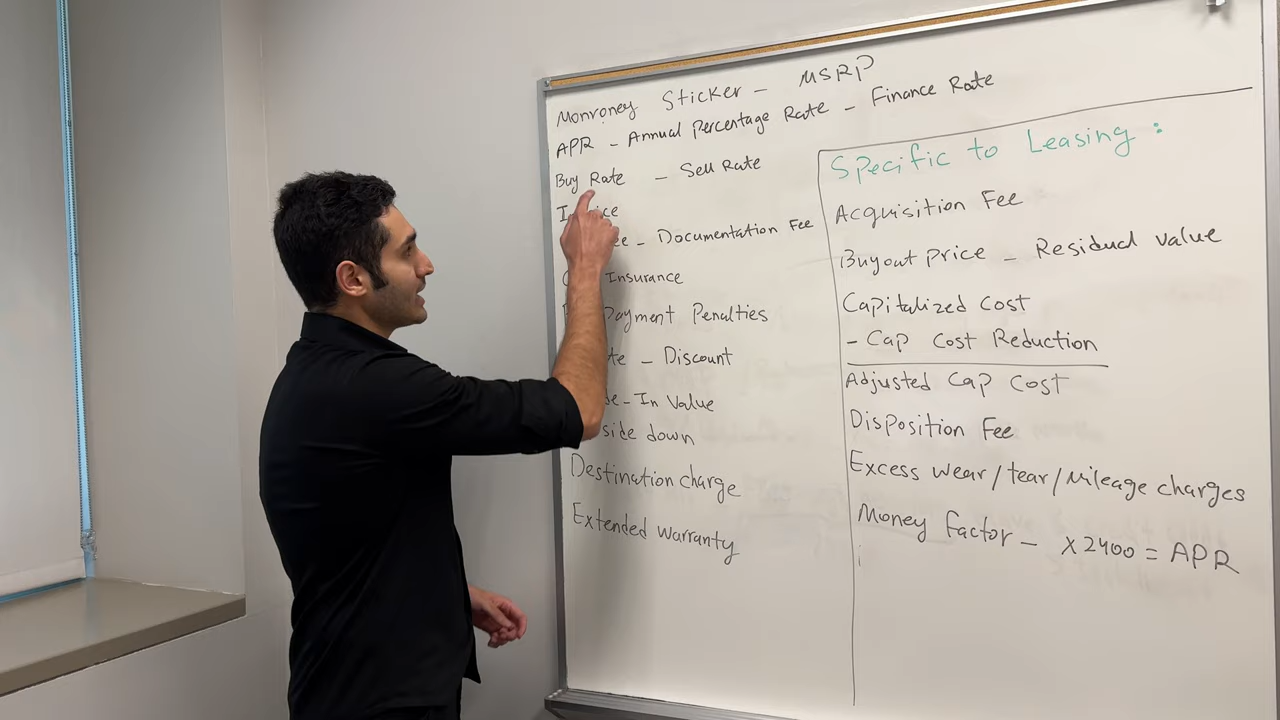 Monroney Sticker - MSRP
APR - Annual Percentage Rate - Finance Rate
Buy Rate - Sell Rate
- Documentation Fee
Insurance
Payment Penalties
- Discount
-In Value
side down
Destination charge
Extended warranty
Specific to Leasing:
Acquisition Fee
Buyout price - Residual value
Capitalized cost
- Cap Cost Reduction
Adjusted Cap Cost
Disposition Fee
Excess wear/tear/Mileage charges
Money factor - x2400 = APR